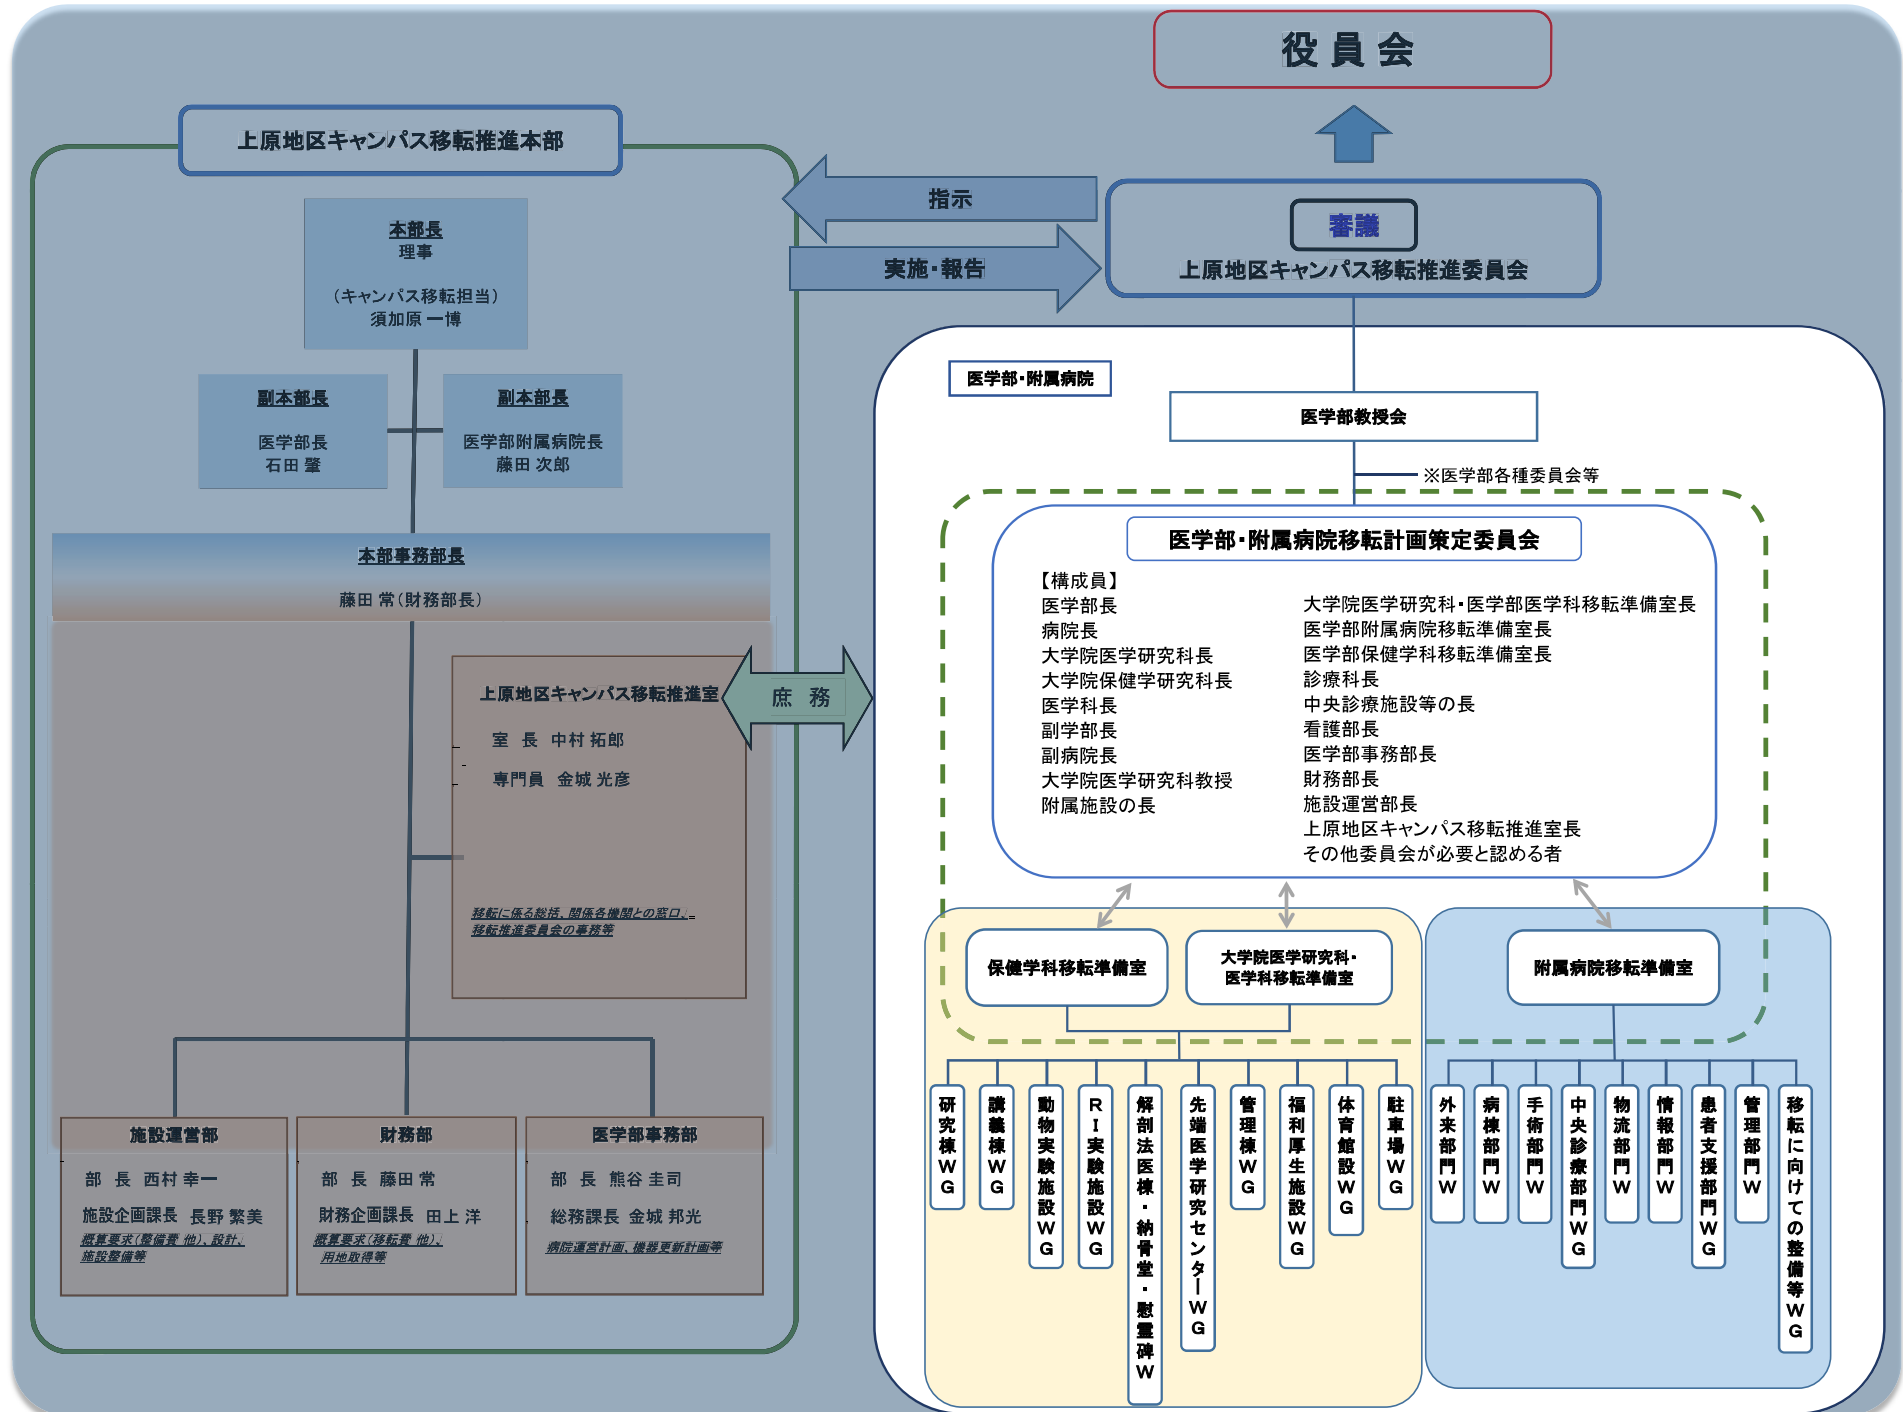 役員会
上原地区キャンパス移転推進本部
本部長
理事
（キャンパス移転担当）
須加原 一博
副本部長
医学部長
石田 肇
副本部長
医学部附属病院長
藤田 次郎
本部事務部長
藤田 常（財務部長）
上原地区キャンパス移転推進室
室 長 中村 拓郎
専門員 金城 光彦
移転に係る総括、関係各機関との窓口、
移転推進委員会の事務等
施設運営部
部 長 西村 幸一
施設企画課長 長野 繁美
概算要求（整備費 他）、設計、
施設整備等
財務部
部 長 藤田 常
財務企画課長 田上 洋
概算要求（移転費 他）、
用地取得等
医学部事務部
部 長 熊谷 圭司
総務課長 金城 邦光
病院運営計画、機器更新計画等
指示
実施・報告
庶 務
審議
上原地区キャンパス移転推進委員会
医学部・附属病院
医学部教授会
※医学部各種委員会等
医学部・附属病院移転計画策定委員会
【構成員】
医学部長
病院長
大学院医学研究科長
大学院保健学研究科長
医学科長
副学部長
副病院長
大学院医学研究科教授
附属施設の長
大学院医学研究科・医学部医学科移転準備室長
医学部附属病院移転準備室長
医学部保健学科移転準備室長
診療科長
中央診療施設等の長
看護部長
医学部事務部長
財務部長
施設運営部長
上原地区キャンパス移転推進室長
その他委員会が必要と認める者
保健学科移転準備室
大学院医学研究科・
医学科移転準備室
附属病院移転準備室
研究棟WG
講義棟WG
動物実験施設WG
RI実験施設WG
解剖法医棟・納骨堂・慰霊碑W
先端医学研究センターWG
管理棟WG
福利厚生施設WG
体育館設WG
駐車場WG
外来部門W
病棟部門W
手術部門W
中央診療部門WG
物流部門W
情報部門W
患者支援部門WG
管理部門W
移転に向けての整備等WG